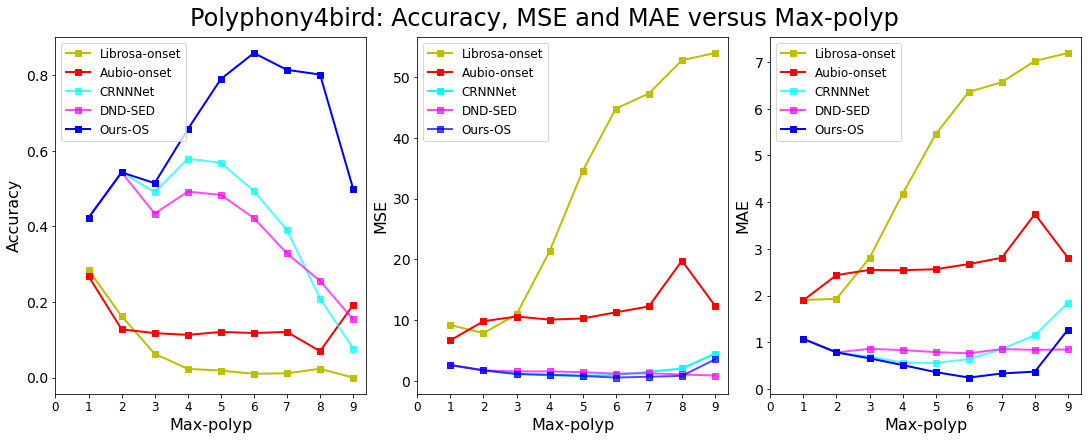 Polyphony4bird: Accuracy, MSE and MAE versus Max-polyp
Librosa-onset
Aubio-onset
CRNNNet
DND-SED
Ours-OS
0.8
0.6
0.4
0.2
0.0
Accuracy
0 1 2 3 4 5 6 7 8 9
Max-polyp
Librosa-onset
Aubio-onset
CRNNNet
DND-SED
Ours-OS
50
40
30
20
10
0
MSE
0 1 2 3 4 5 6 7 8 9
Max-polyp
Librosa-onset
Aubio-onset
CRNNNet
DND-SED
Ours-OS
7
6
5
4
3
2
1
0
MAE
0 1 2 3 4 5 6 7 8 9
Max-polyp